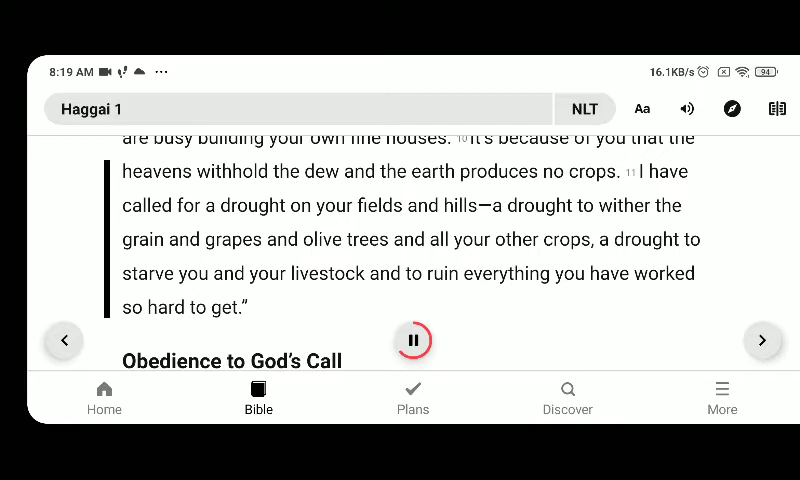 8:19 AM ... 16.1KB/s 94
Haggai 1 NLT Aa
are busy building your own fine houses. 10 It's because of you that the
heavens withhold the dew and the earth produces no crops. 11 I have
called for a drought on your fields and hills—a drought to wither the
grain and grapes and olive trees and all your other crops, a drought to
starve you and your livestock and to ruin everything you have worked
so hard to get.”
Obedience to God’s Call
Home Bible Plans Discover More